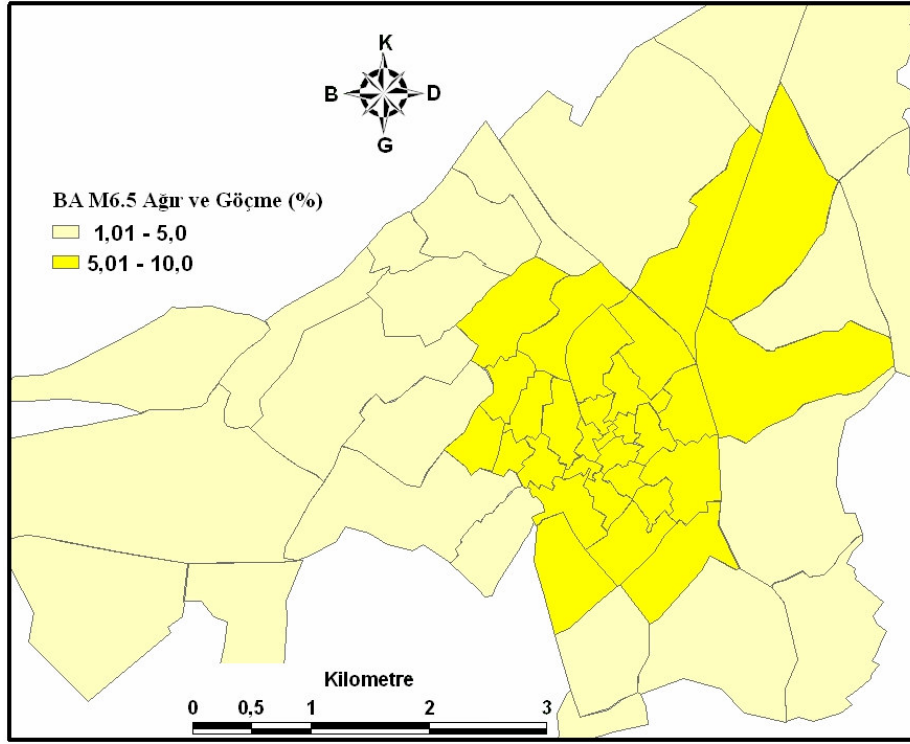 K
B D
G
BA M6.5 Ağır ve Göçme (%)
1,01 - 5,0
5,01 - 10,0
Kilometre
0 0,5 1 2 3